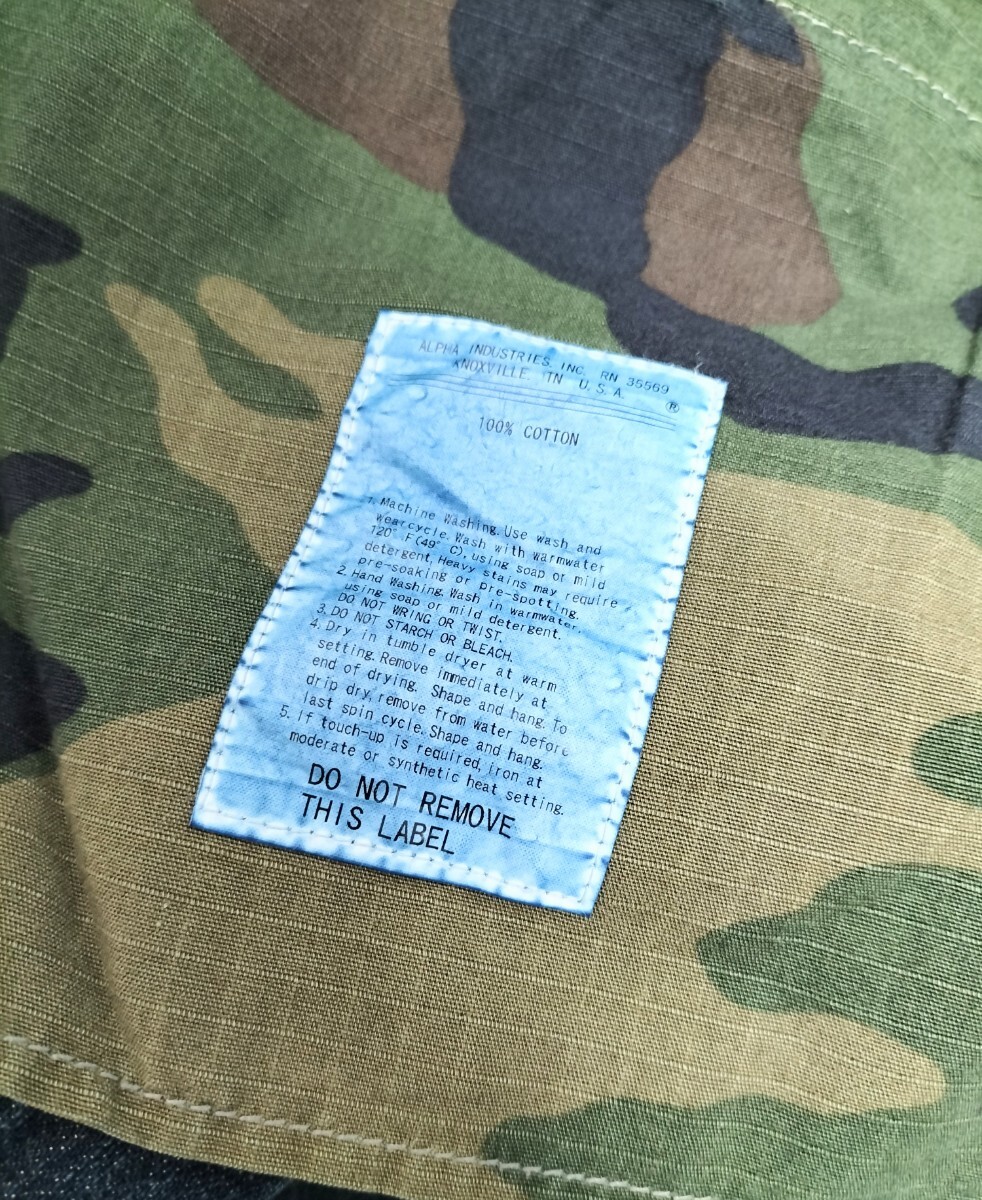 ALPHA INDUSTRIES, INC. RN 35569
KNOXVILLE, TN U.S.A. ®
100% COTTON
1. Machine Washing. Use wash and
wearcycle. Wash with warmwater
120° F(49° C), using soap or mild
detergent, Heavy stains may require
pre-soaking or pre-spotting.
2. Hand Washing. Wash in warmwater,
using soap or mild detergent.
DO NOT WRING OR TWIST.
3. DO NOT STARCH OR BLEACH.
4. Dry in tumble dryer at warm
setting. Remove immediately at
end of drying. Shape and hang. To
drip dry, remove from water before
last spin cycle. Shape and hang.
5. If touch-up is required, iron at
moderate or synthetic heat setting.
DO NOT REMOVE
THIS LABEL